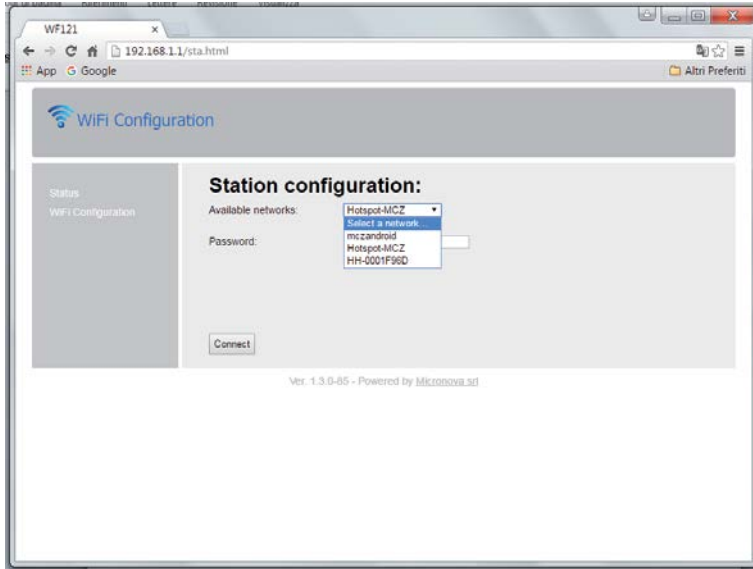 WF121
192.168.1.1/sta.html
App Google
Altri Preferiti
WiFi Configuration
Status
WiFi Configuration
Station configuration:
Available networks:
Hotspot-MCZ
Select a network...
mczandroid
Hotspot-MCZ
HH-0001F96D
Password:
Connect
Ver. 1.3.0-85 - Powered by Micronova srl